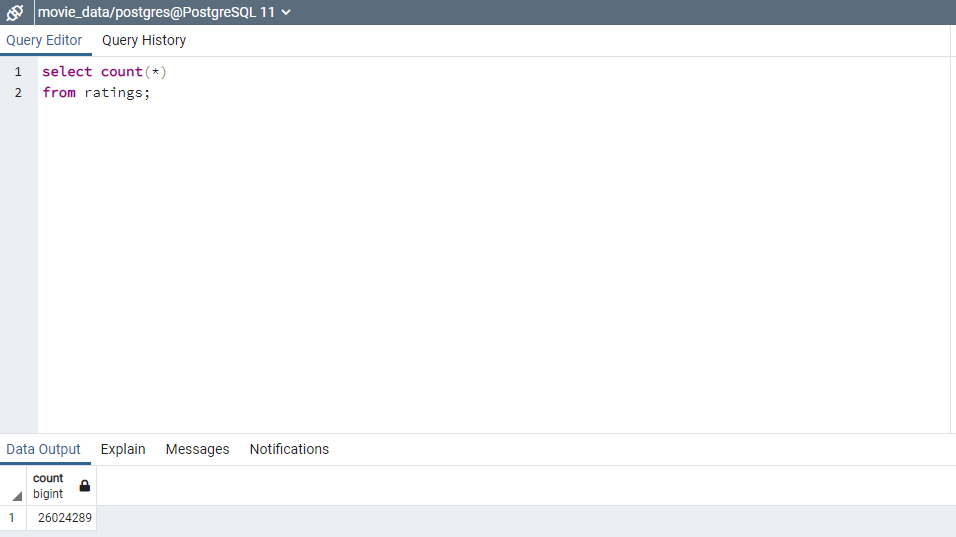 movie_data/postgres@PostgreSQL 11
Query Editor Query History
1 select count(*)
2 from ratings;
Data Output Explain Messages Notifications
count
bigint
1 26024289